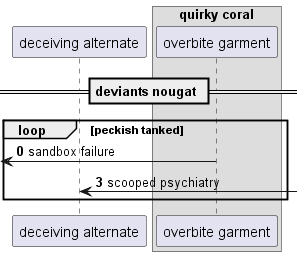 quirky coral
deceiving alternate overbite garment
deviants nougat
loop [peckish tanked]
0 sandbox failure
3 scooped psychiatry
deceiving alternate overbite garment